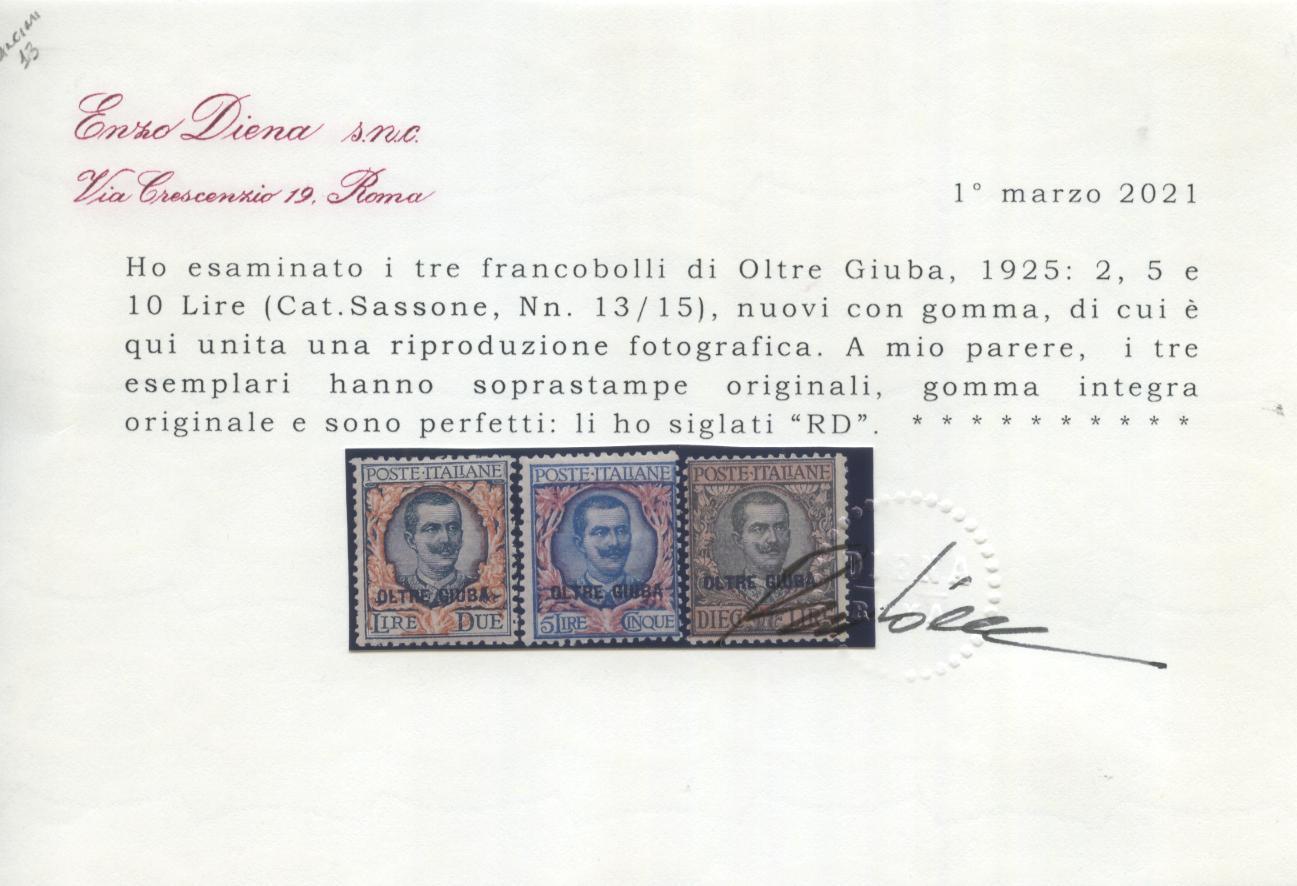 13
Enzo Diena s.n.c.
Via Crescenzio 19, Roma
1° marzo 2021
Ho esaminato i tre francobolli di Oltre Giuba, 1925: 2, 5 e
10 Lire (Cat.Sassone, Nn. 13/15), nuovi con gomma, di cui è
qui unita una riproduzione fotografica. A mio parere, i tre
esemplari hanno soprastampe originali, gomma integra
originale e sono perfetti: li ho siglati “RD”. * * * * * * * * * *
POSTE·ITALIANE
OLTRE GIUBA
LIRE DUE
POSTE·ITALIANE
OLTRE GIUBA
5 LIRE CINQUE
POSTE·ITALIANE
OLTRE GIUBA
DIECI LIRE